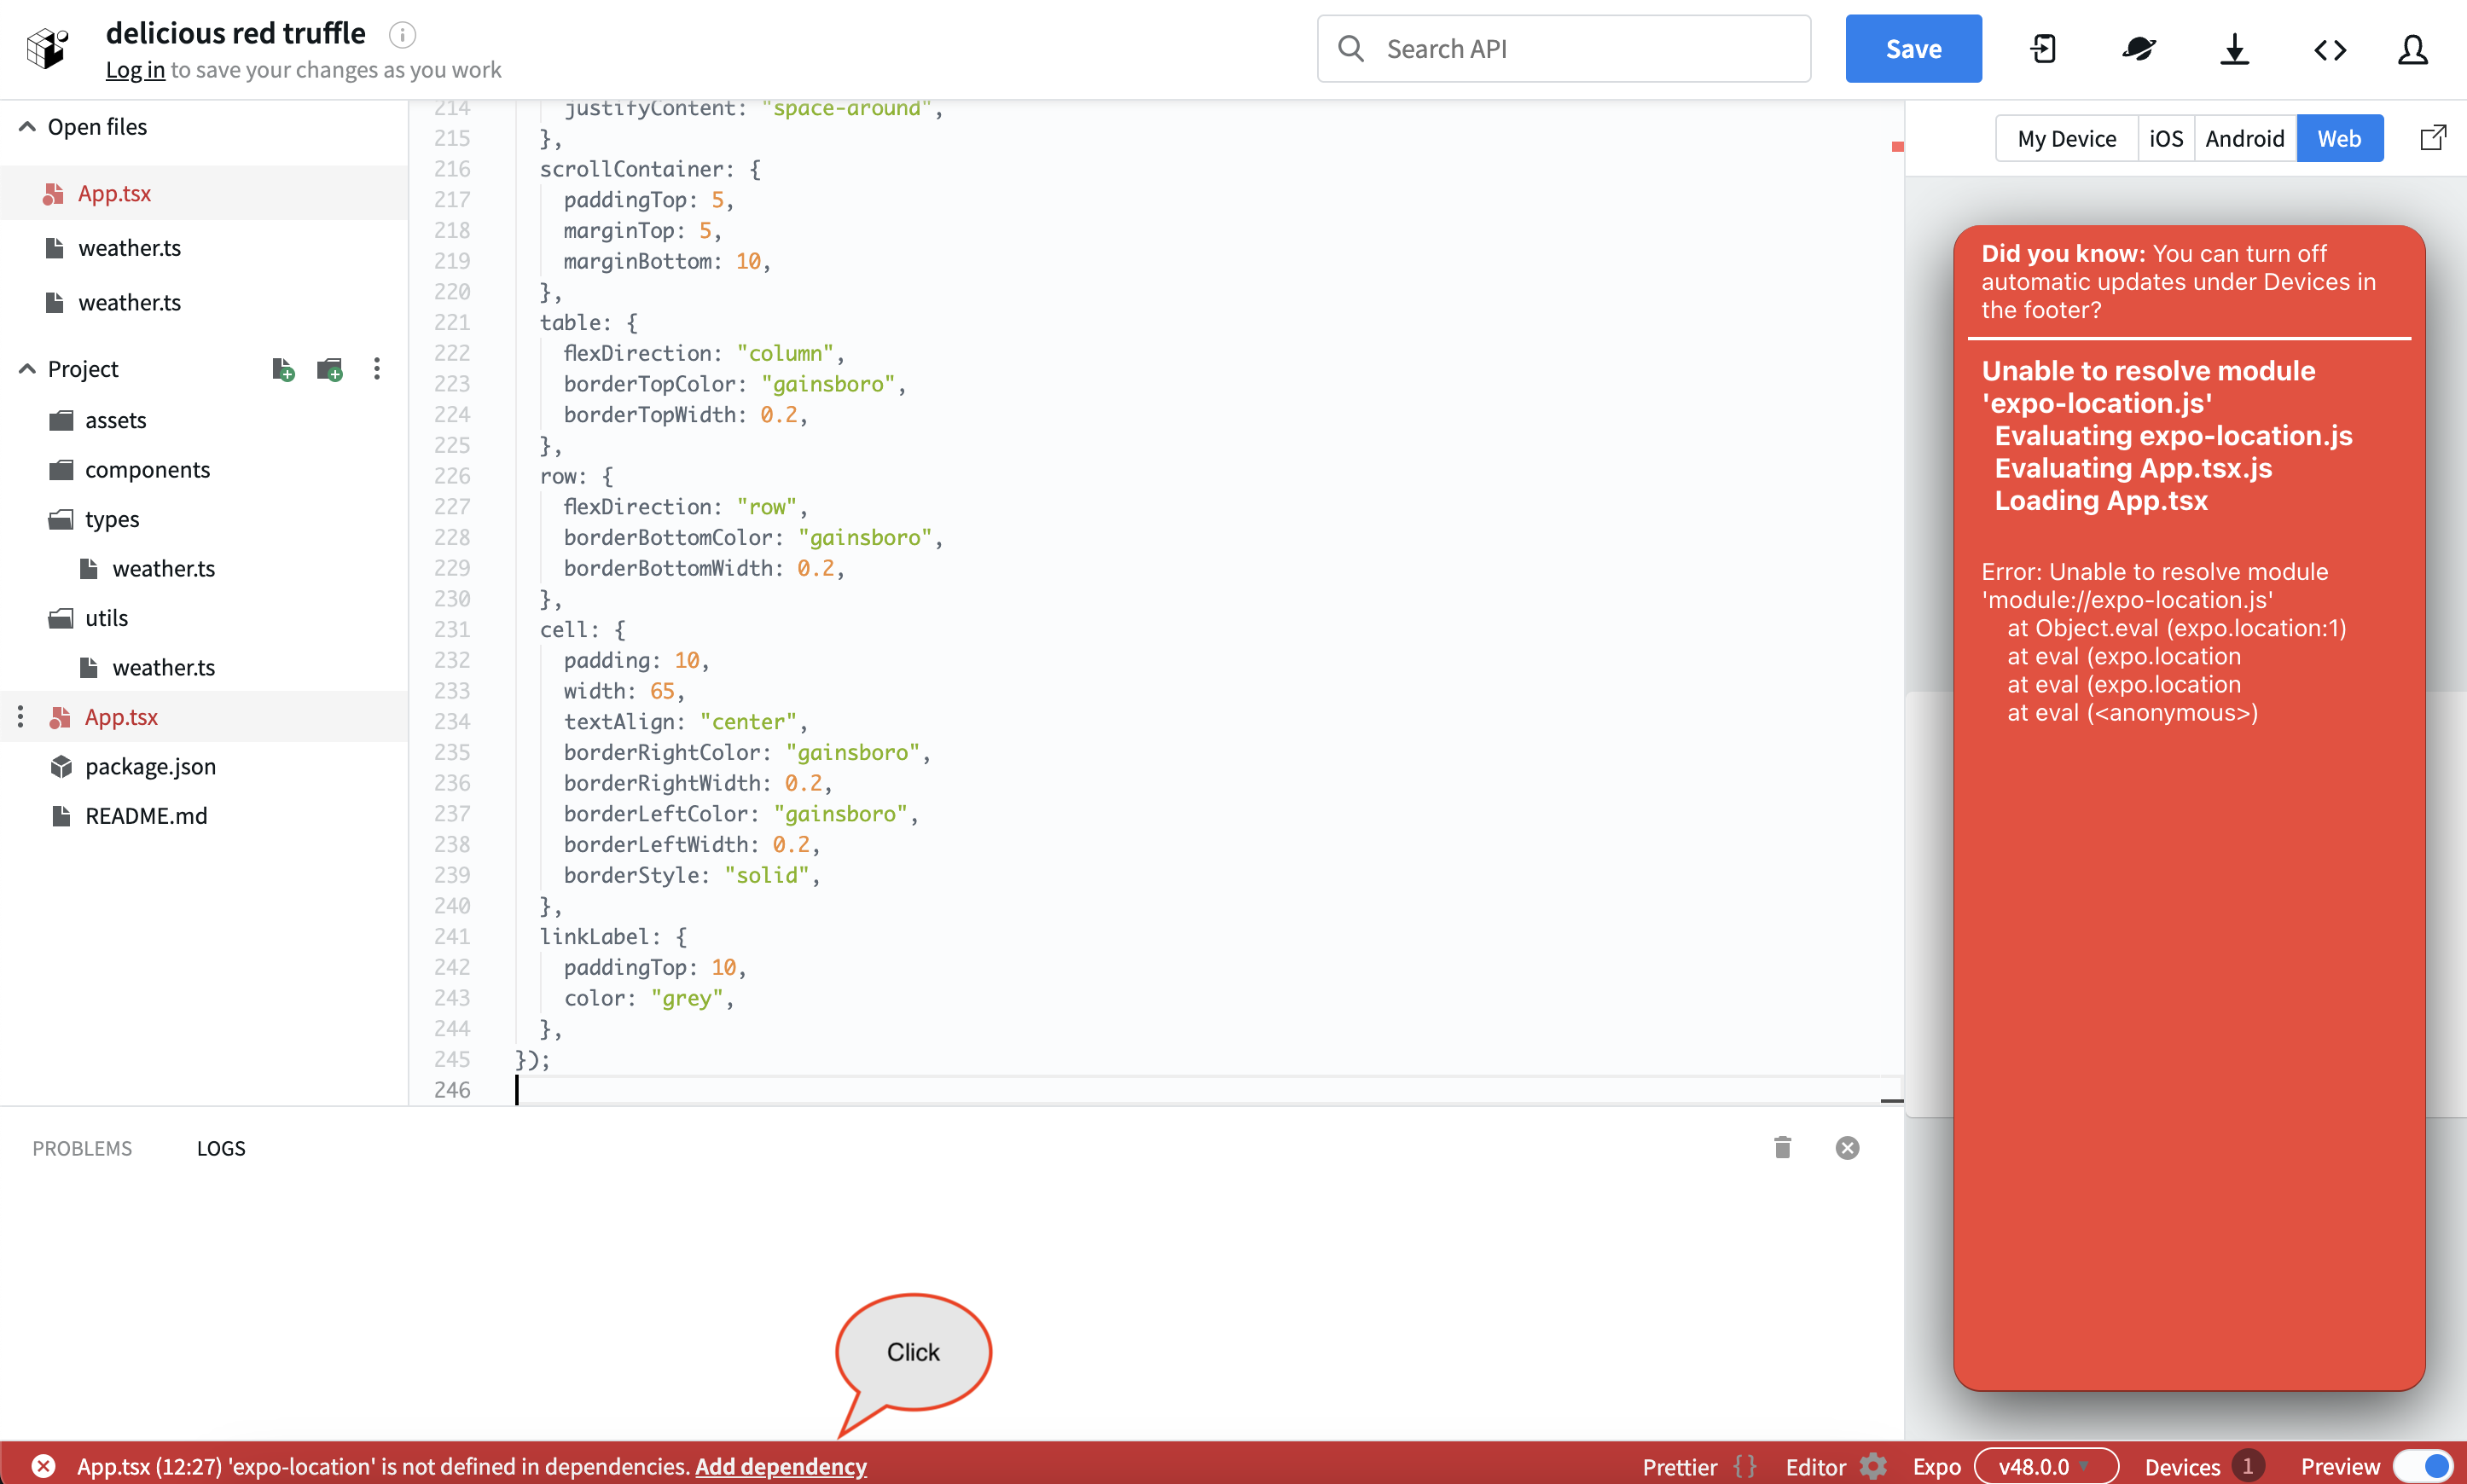 delicious red truffle
Log in to save your changes as you work
Search API
Save
Open files
App.tsx
weather.ts
weather.ts
Project
assets
components
types
weather.ts
utils
weather.ts
App.tsx
package.json
README.md
214 justifyContent: "space-around",
215 },
216 scrollContainer: {
217 paddingTop: 5,
218 marginTop: 5,
219 marginBottom: 10,
220 },
221 table: {
222 flexDirection: "column",
223 borderTopColor: "gainsboro",
224 borderTopWidth: 0.2,
225 },
226 row: {
227 flexDirection: "row",
228 borderBottomColor: "gainsboro",
229 borderBottomWidth: 0.2,
230 },
231 cell: {
232 padding: 10,
233 width: 65,
234 textAlign: "center",
235 borderRightColor: "gainsboro",
236 borderRightWidth: 0.2,
237 borderLeftColor: "gainsboro",
238 borderLeftWidth: 0.2,
239 borderStyle: "solid",
240 },
241 linkLabel: {
242 paddingTop: 10,
243 color: "grey",
244 },
245 });
246
My Device iOS Android Web
Did you know: You can turn off
automatic updates under Devices in
the footer?
Unable to resolve module
'expo-location.js'
Evaluating expo-location.js
Evaluating App.tsx.js
Loading App.tsx
Error: Unable to resolve module
'module://expo-location.js'
at Object.eval (expo.location:1)
at eval (expo.location
at eval (expo.location
at eval (<anonymous>)
PROBLEMS LOGS
Click
App.tsx (12:27) 'expo-location' is not defined in dependencies. Add dependency
Prettier {} Editor Expo v48.0.0 Devices 1 Preview